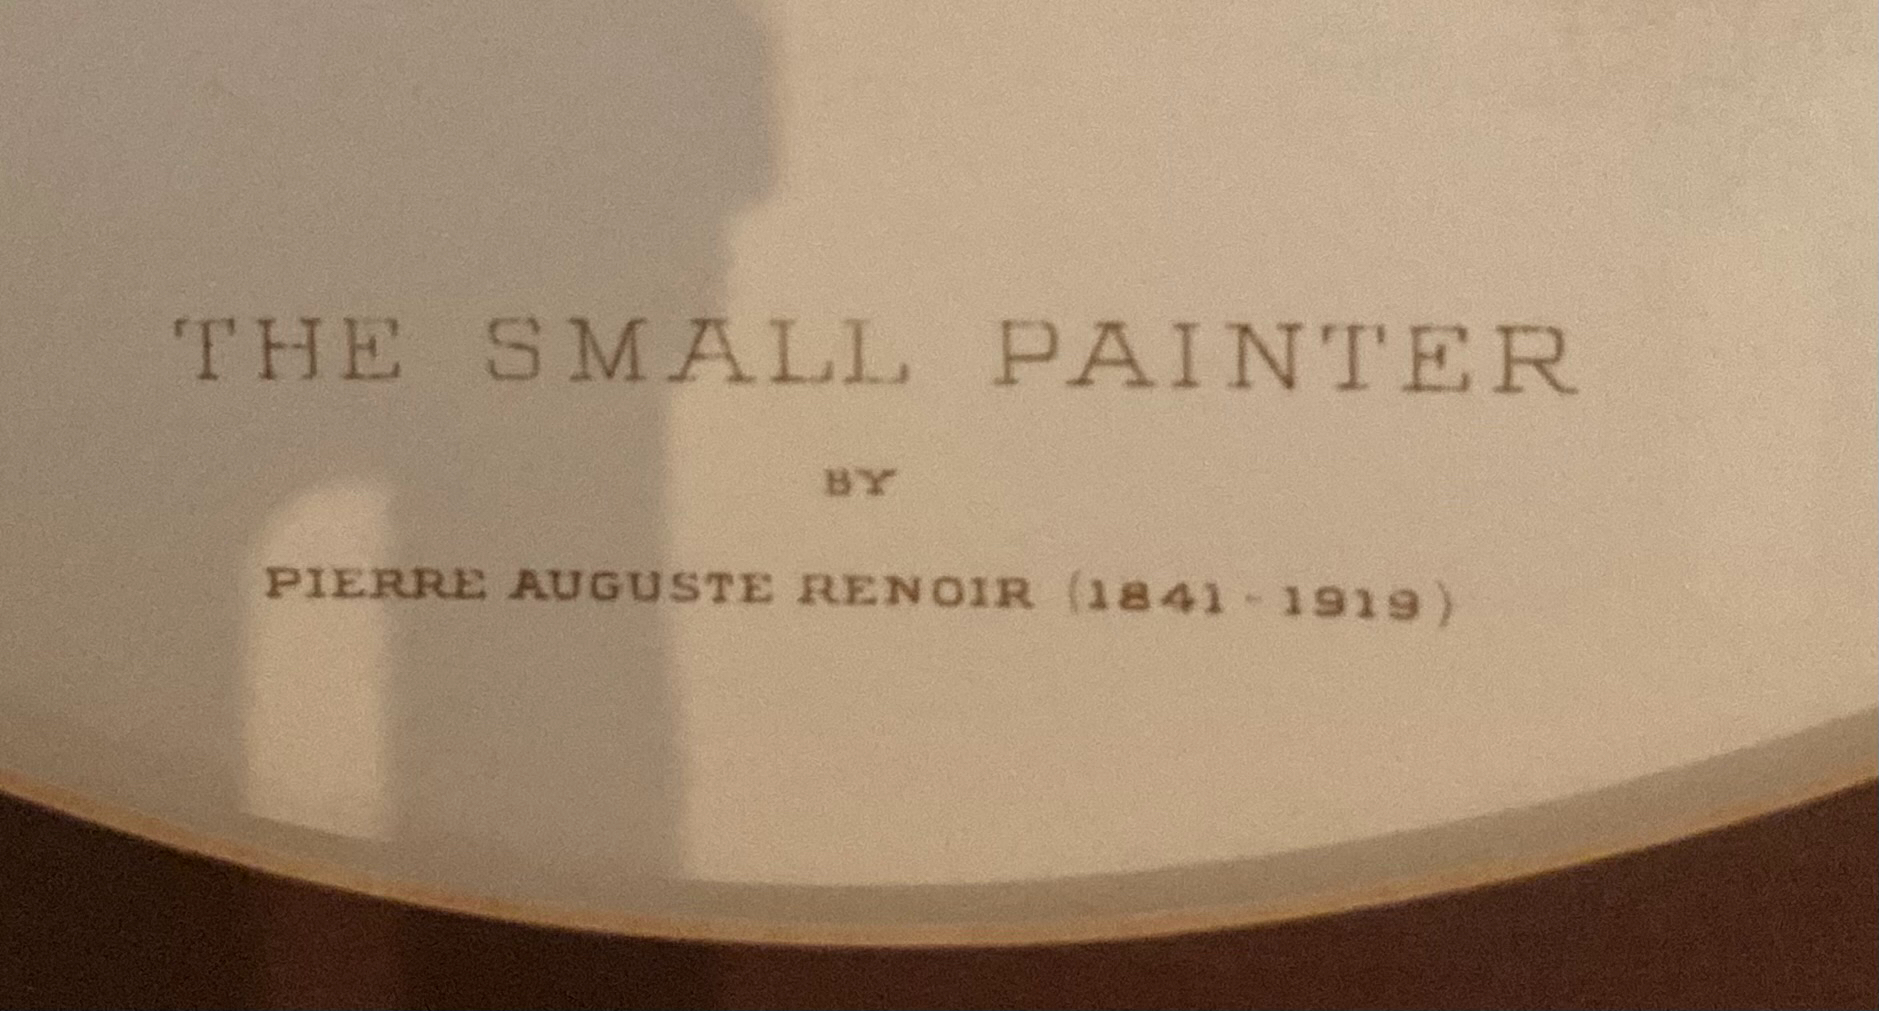 THE SMALL PAINTER
BY
PIERRE AUGUSTE RENOIR (1841-1919)